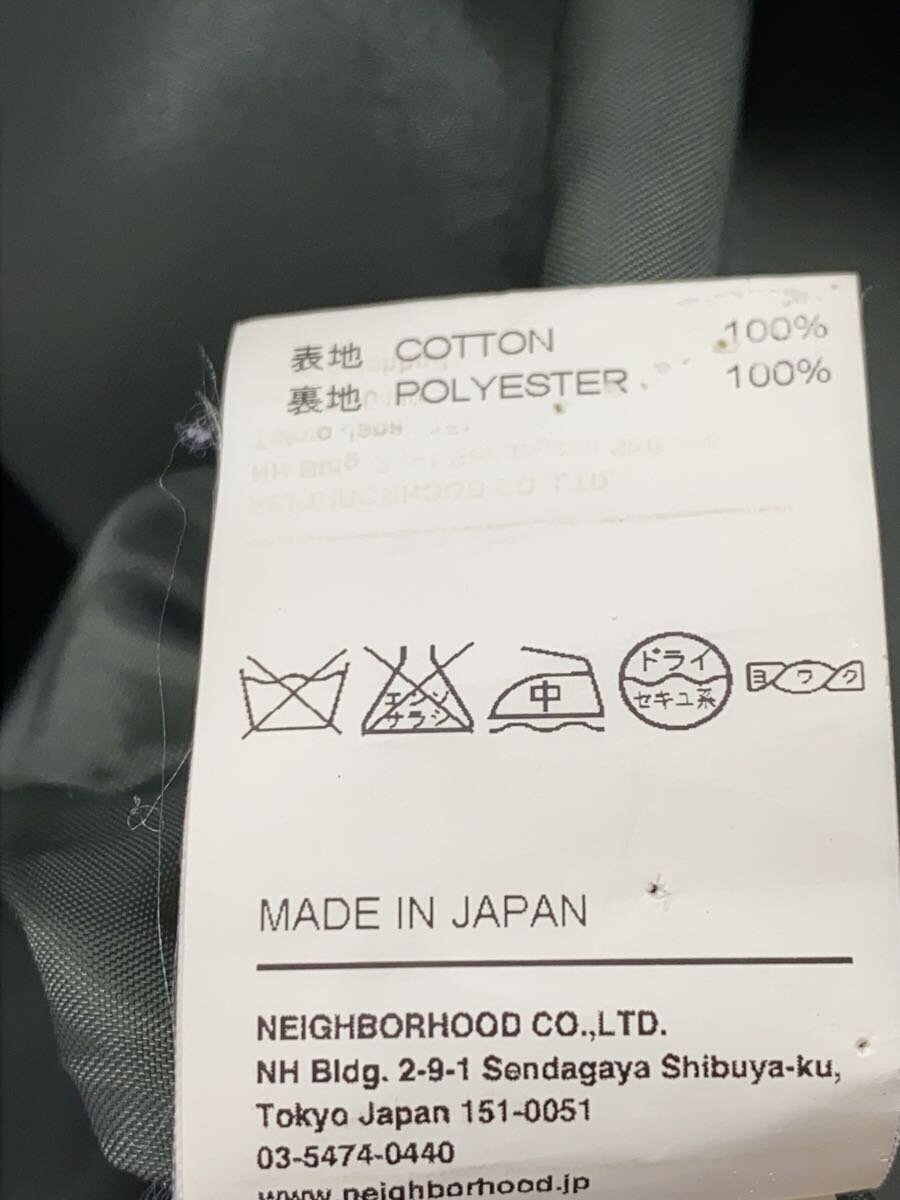 表地 COTTON 100%
裏地 POLYESTER 100%
エンソ
サラシ
中
ドライ
セキユ系
ヨワク
MADE IN JAPAN
NEIGHBORHOOD CO.,LTD.
NH Bldg. 2-9-1 Sendagaya Shibuya-ku,
Tokyo Japan 151-0051
03-5474-0440
www.neighborhood.jp